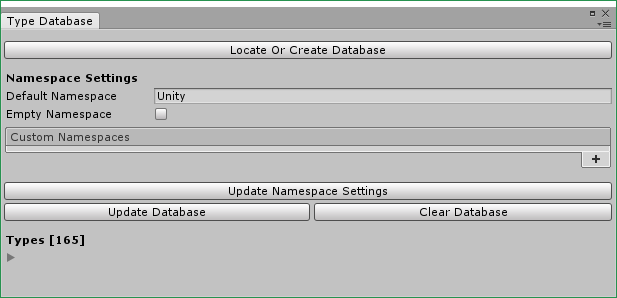 Type Database
Locate Or Create Database
Namespace Settings
Default Namespace Unity
Empty Namespace
Custom Namespaces
+
Update Namespace Settings
Update Database Clear Database
Types [165]